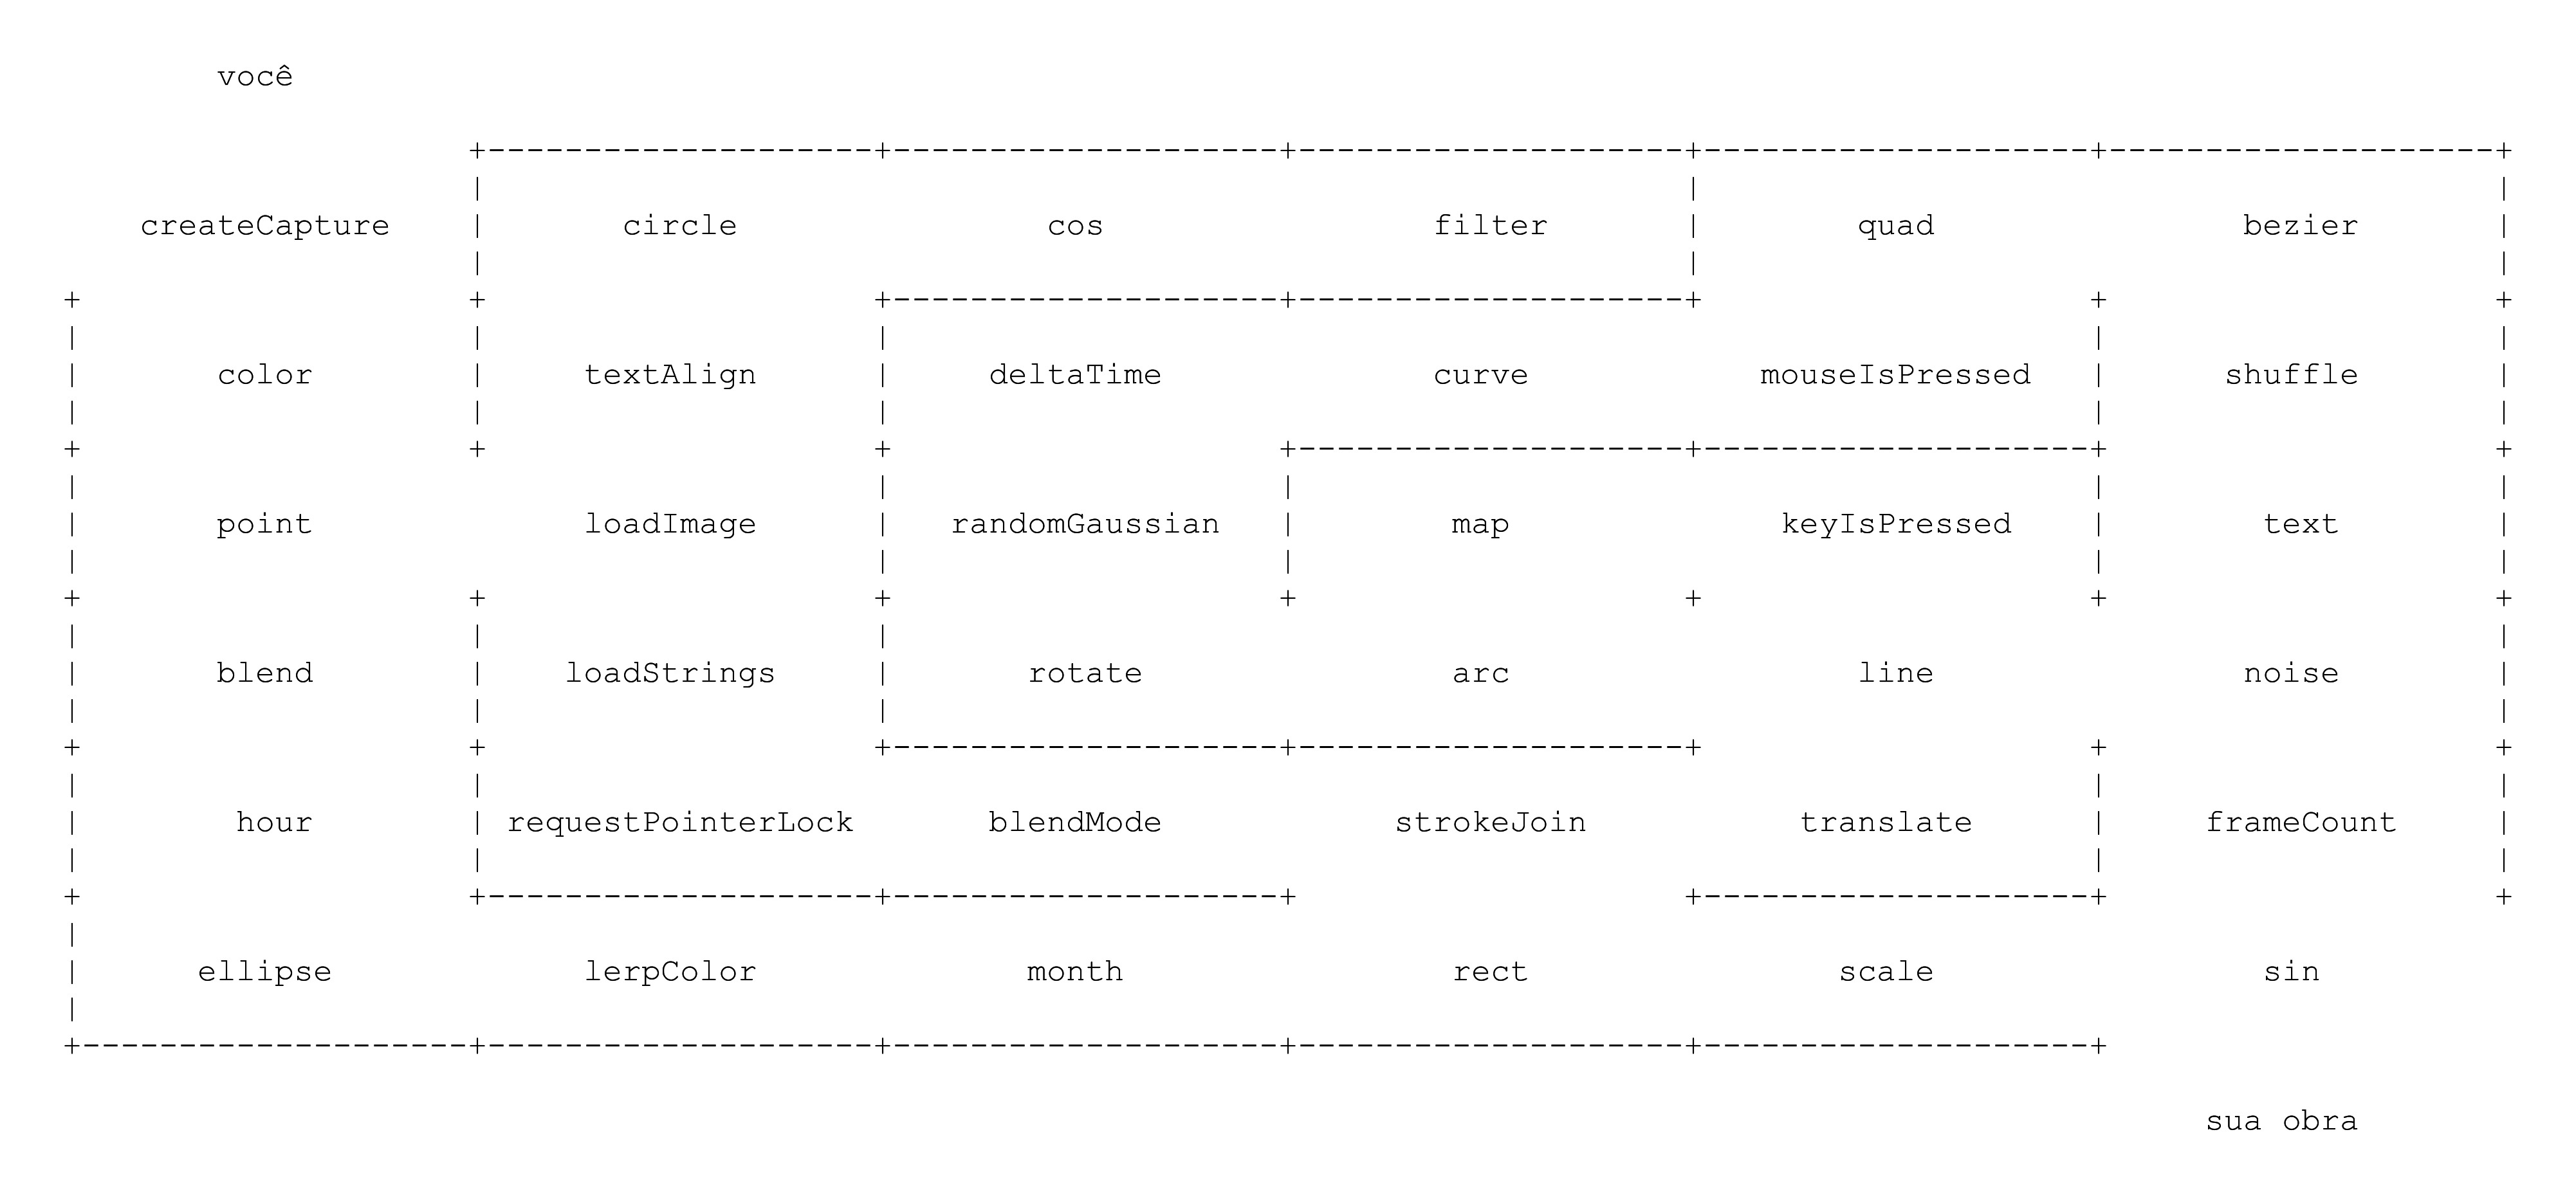 você
createCapture circle cos filter quad bezier
color textAlign deltaTime curve mouseIsPressed shuffle
point loadImage randomGaussian map keyIsPressed text
blend loadStrings rotate arc line noise
hour requestPointerLock blendMode strokeJoin translate frameCount
ellipse lerpColor month rect scale sin
sua obra